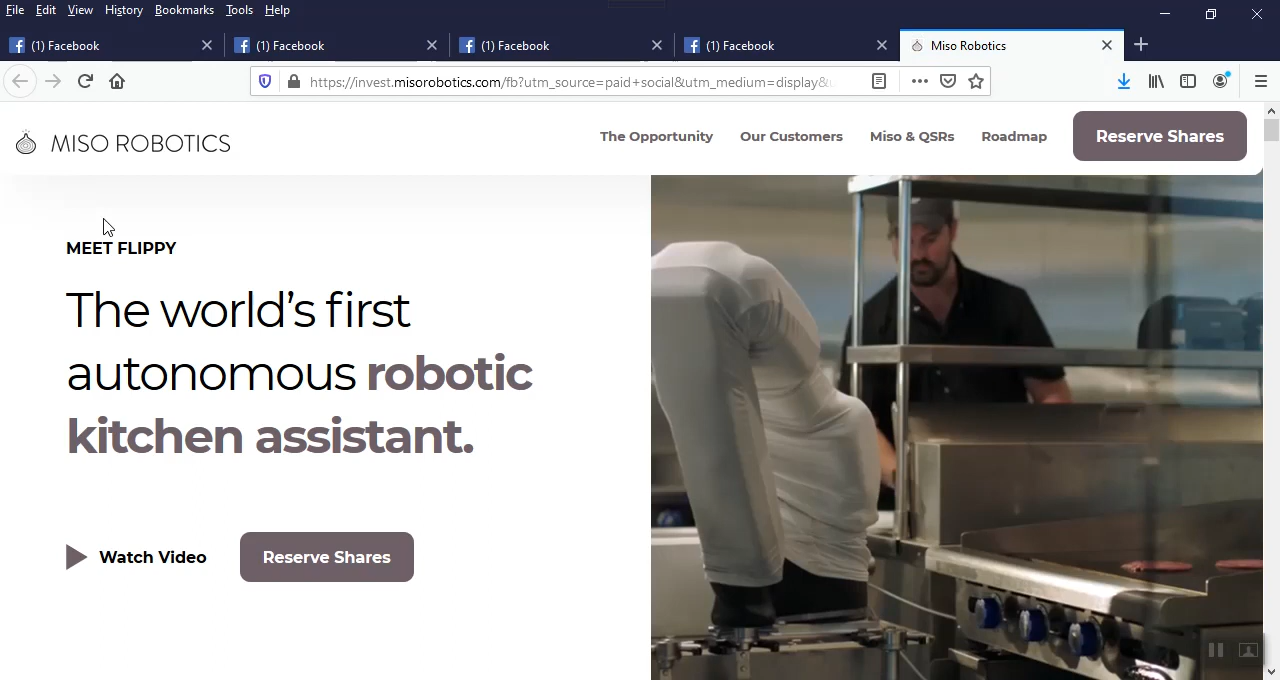 File Edit View History Bookmarks Tools Help
(1) Facebook (1) Facebook (1) Facebook (1) Facebook Miso Robotics
https://invest.misorobotics.com/fb?utm_source=paid+social&utm_medium=display&
MISO ROBOTICS The Opportunity Our Customers Miso & QSRs Roadmap Reserve Shares
MEET FLIPPY
The world's first
autonomous robotic
kitchen assistant.
Watch Video Reserve Shares